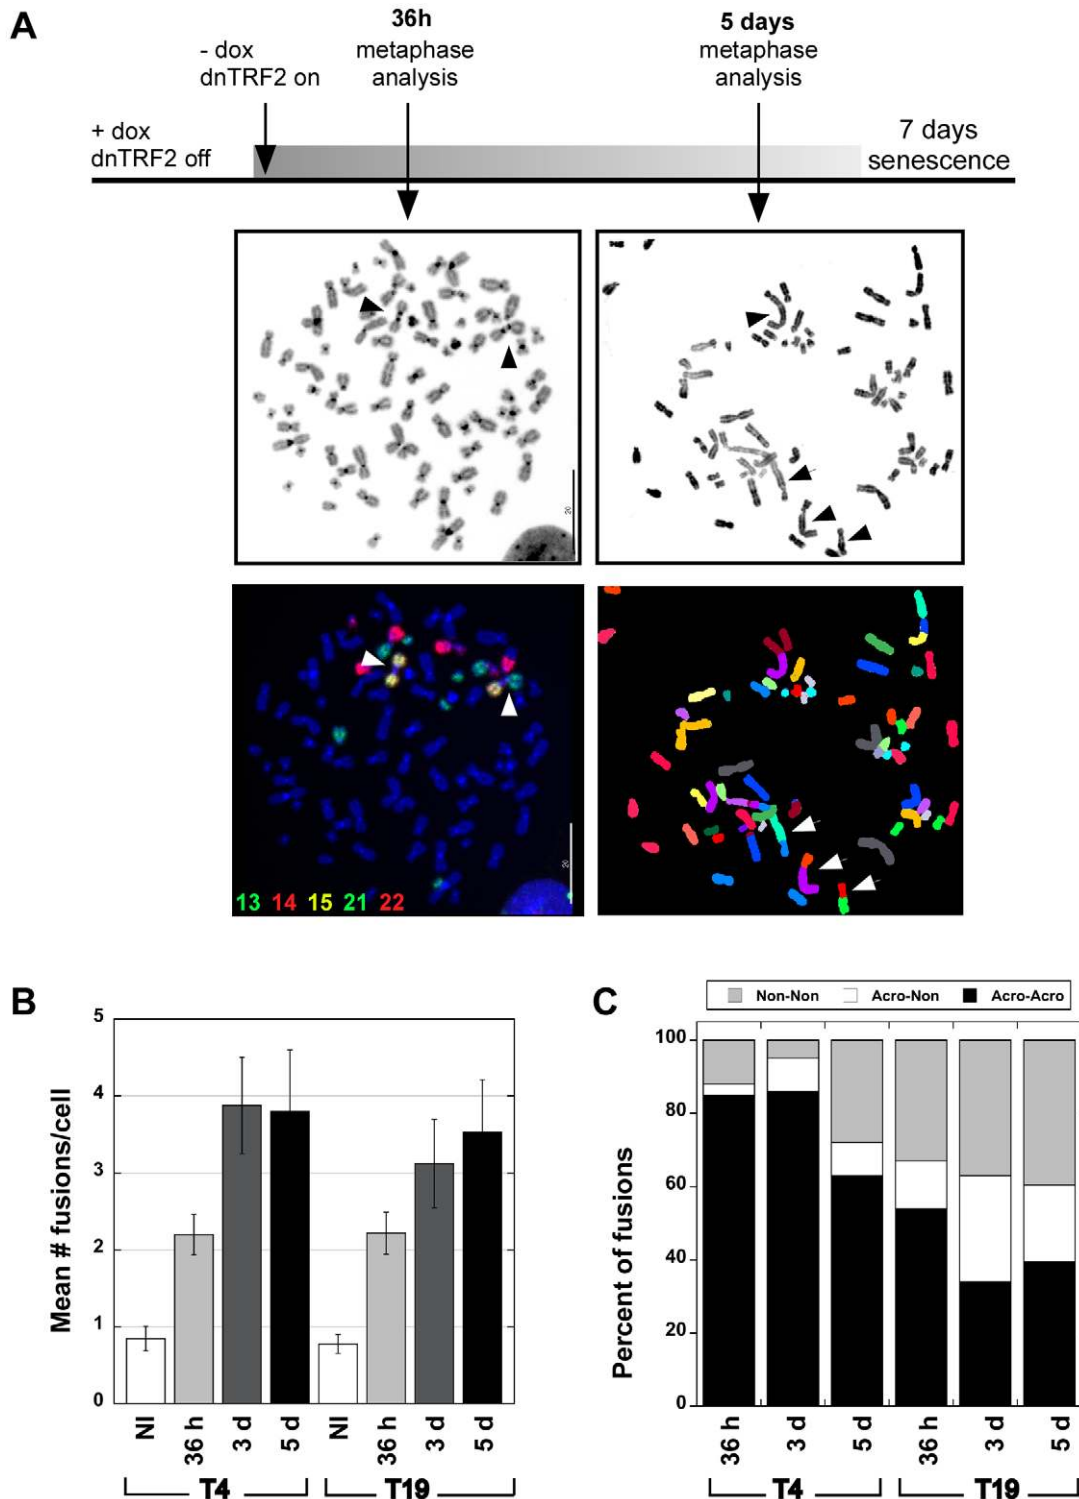 A
36h
metaphase
analysis
5 days
metaphase
analysis
- dox
dnTRF2 on
+ dox
dnTRF2 off
7 days
senescence
20
20
13 14 15 21 22
B
Mean # fusions/cell
5
4
3
2
1
0
NI 36 h 3 d 5 d NI 36 h 3 d 5 d
T4 T19
C
Non-Non Acro-Non Acro-Acro
Percent of fusions
100
80
60
40
20
0
36 h 3 d 5 d 36 h 3 d 5 d
T4 T19